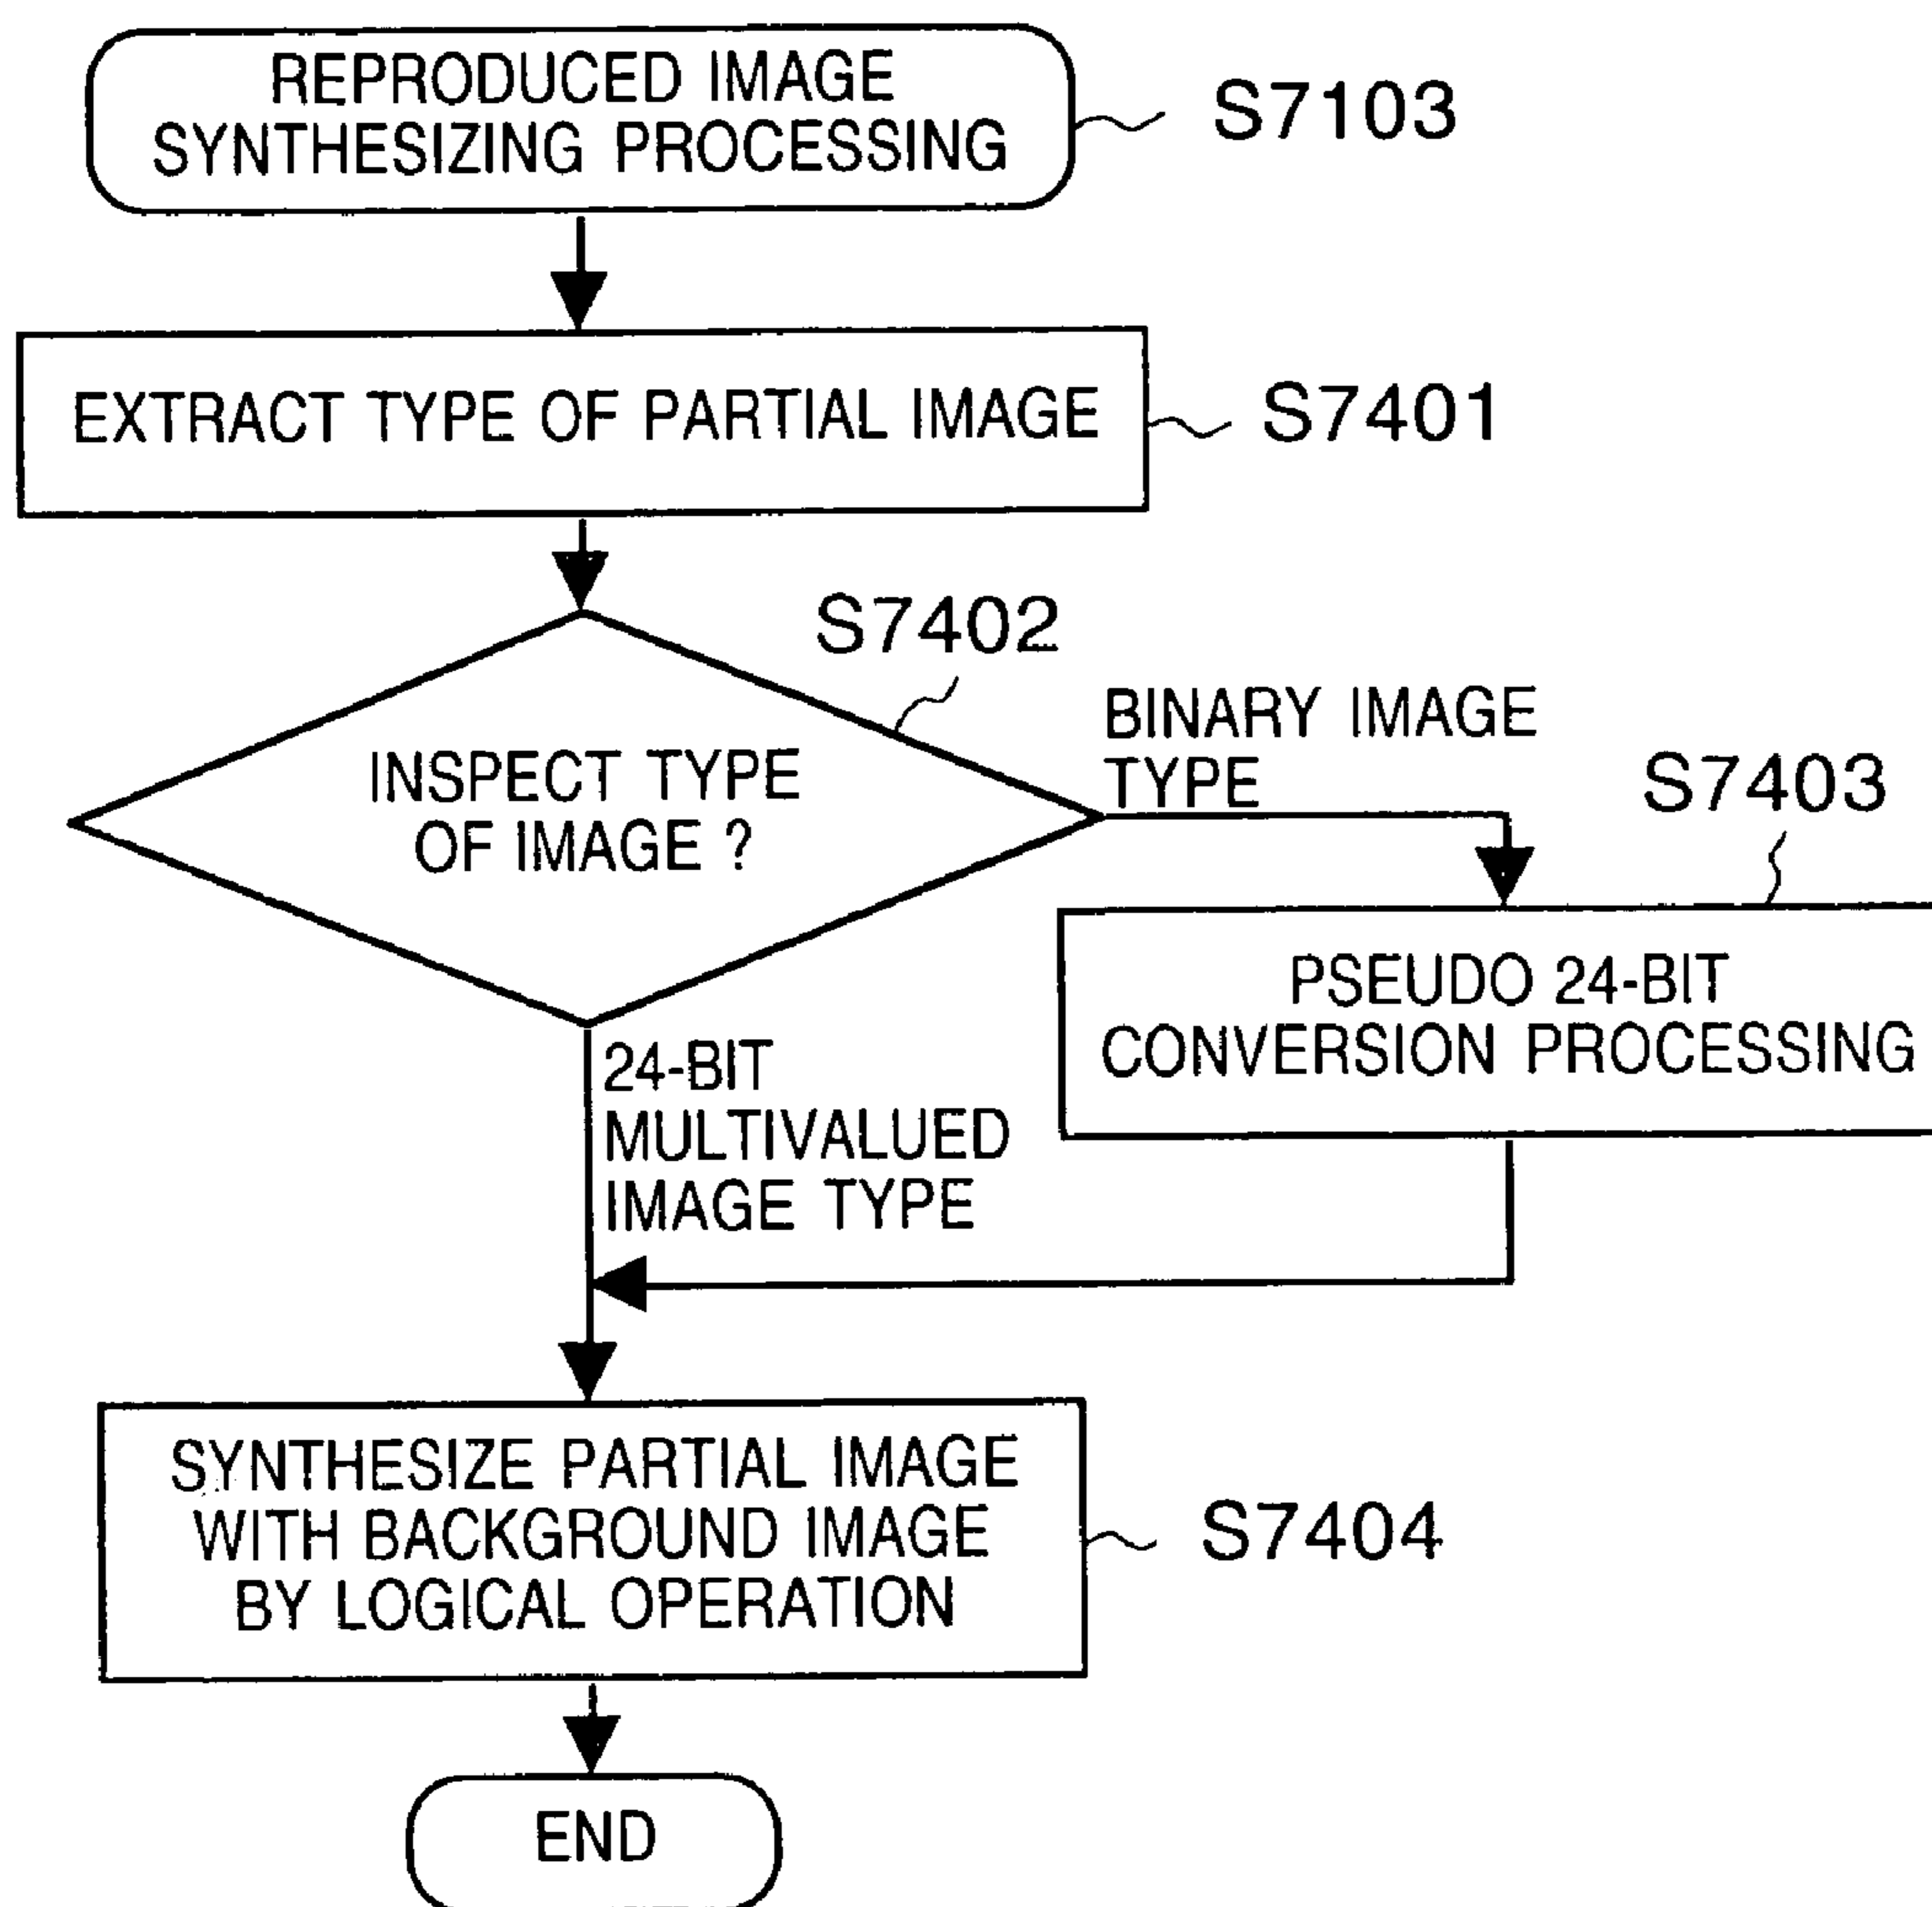 REPRODUCED IMAGE
SYNTHESIZING PROCESSING
S7103
EXTRACT TYPE OF PARTIAL IMAGE
S7401
S7402
INSPECT TYPE
OF IMAGE ?
BINARY IMAGE
TYPE
S7403
PSEUDO 24-BIT
CONVERSION PROCESSING
24-BIT
MULTIVALUED
IMAGE TYPE
SYNTHESIZE PARTIAL IMAGE
WITH BACKGROUND IMAGE
BY LOGICAL OPERATION
S7404
END